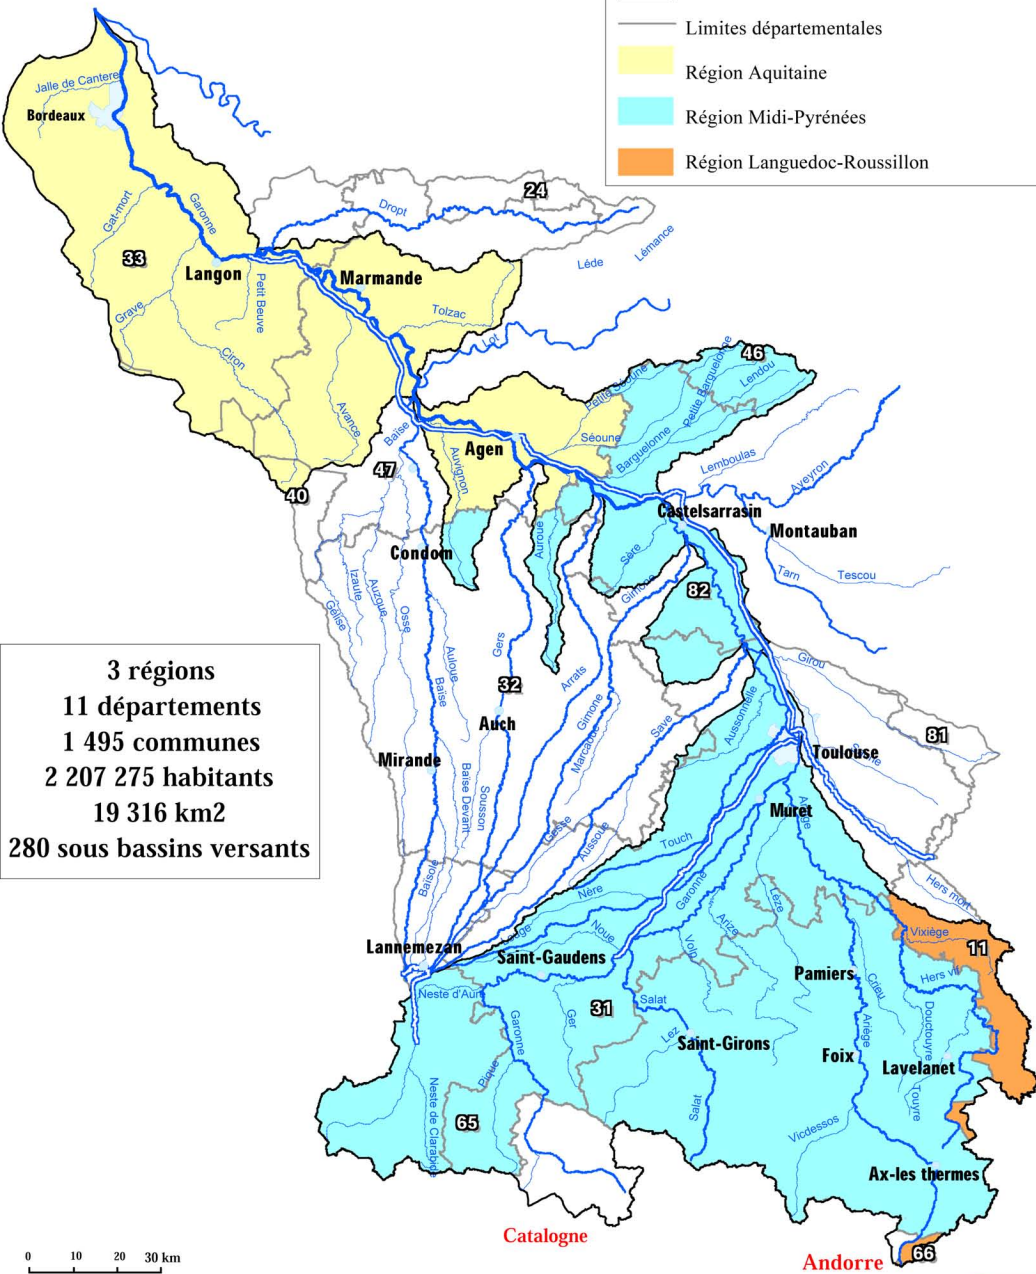 Limites départementales
Région Aquitaine
Région Midi-Pyrénées
Région Languedoc-Roussillon
Jalle de Cantere
Bordeaux
24
Dropt
Gat-mort
Garonne
33
Langon
Petit Beuve
Marmande
Léde
Lémance
Grave
Tolzac
Ciron
Lot
46
Petite Séoune
Petite Barguelonne
Lendou
Avance
Baïse
Séoune
Barguelonne
Agen
Auvignon
Lemboulas
Aveyron
47
40
Castelsarrasin
Montauban
Condom
Auroue
Sère
Tarn
Tescou
Izaute
Auzoue
Gélise
Osse
Gimone
82
Gers
Auloue
Baïse
Girou
3 régions
11 départements
1 495 communes
2 207 275 habitants
19 316 km2
280 sous bassins versants
32
Arrats
Gimone
Marcaoue
Save
Aussonnelle
Auch
81
Toulouse
Mirande
Baïse Devant
Sousson
Muret
Ariège
Gesse
Aussoue
Touch
Baïsole
Nère
Garonne
Lèze
Hers mort
Arize
Vixiège
11
Noue
Lannemezan
Saint-Gaudens
Volp
Pamiers
Crieu
Hers vif
Neste d'Aure
Salat
31
Garonne
Ger
Lez
Saint-Girons
Ariège
Foix
Douctouyre
Lavelanet
Touyre
Pique
Neste de Clarabide
65
Salat
Vicdessos
Ax-les thermes
Catalogne
Andorre
66
0 10 20 30 km